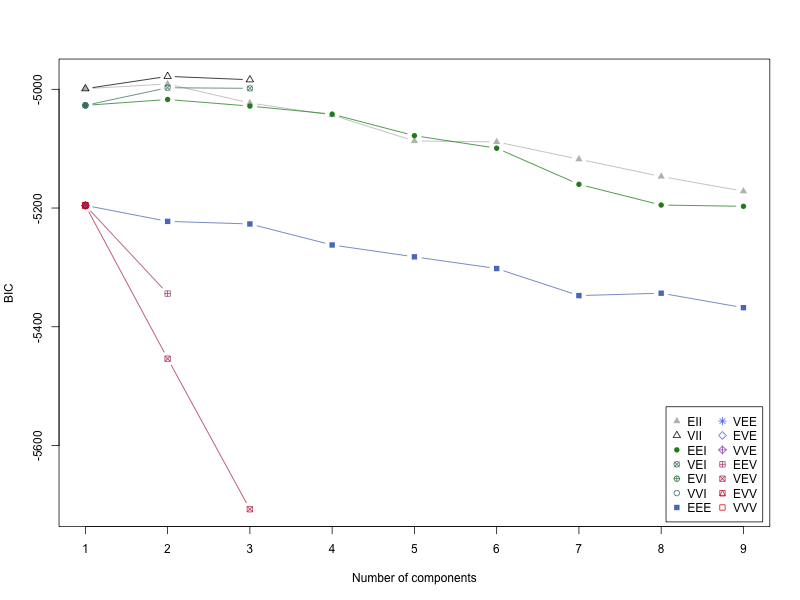 BIC
-5000
-5200
-5400
-5600
1 2 3 4 5 6 7 8 9
Number of components
EII VEE
VII EVE
EEI VVE
VEI EEV
EVI VEV
VVI EVV
EEE VVV